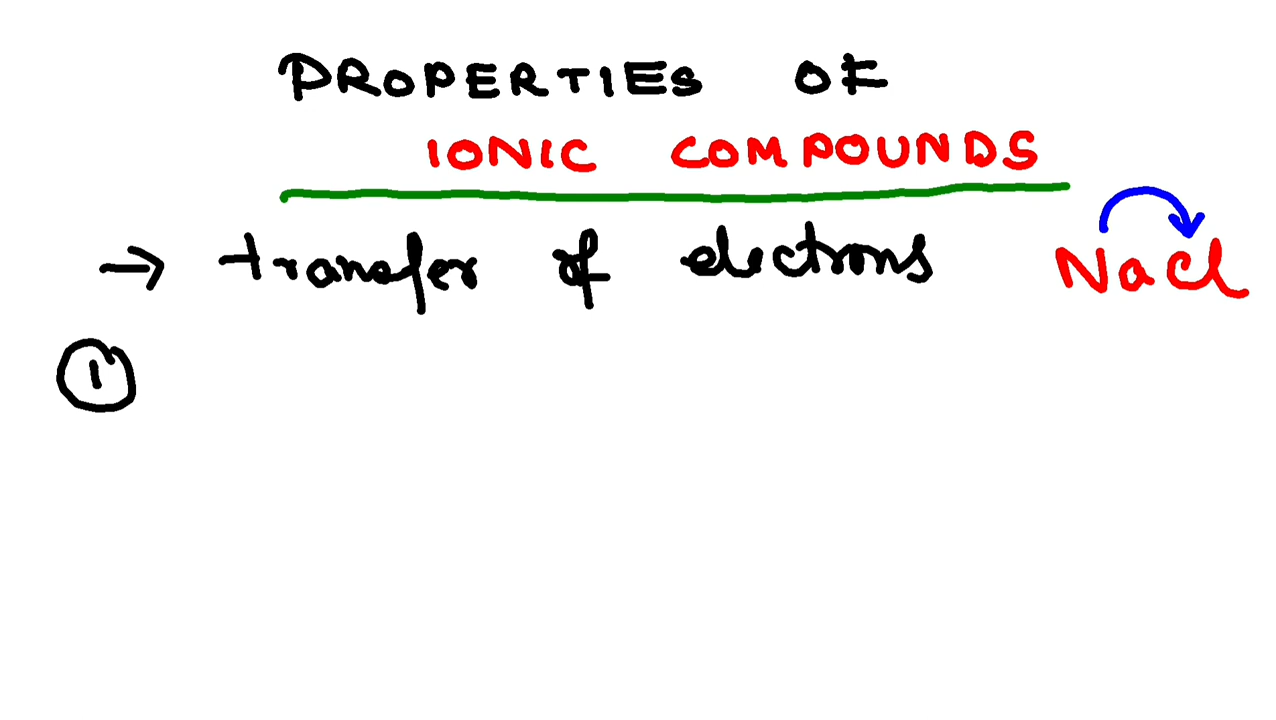 PROPERTIES OF
IONIC COMPOUNDS
→ transfer of electrons NaCl
①